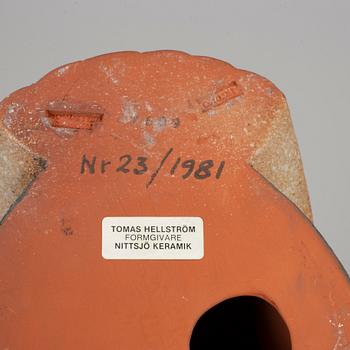 Nr 23/1981
TOMAS HELLSTRÖM
FORMGIVARE
NITTSJÖ KERAMIK